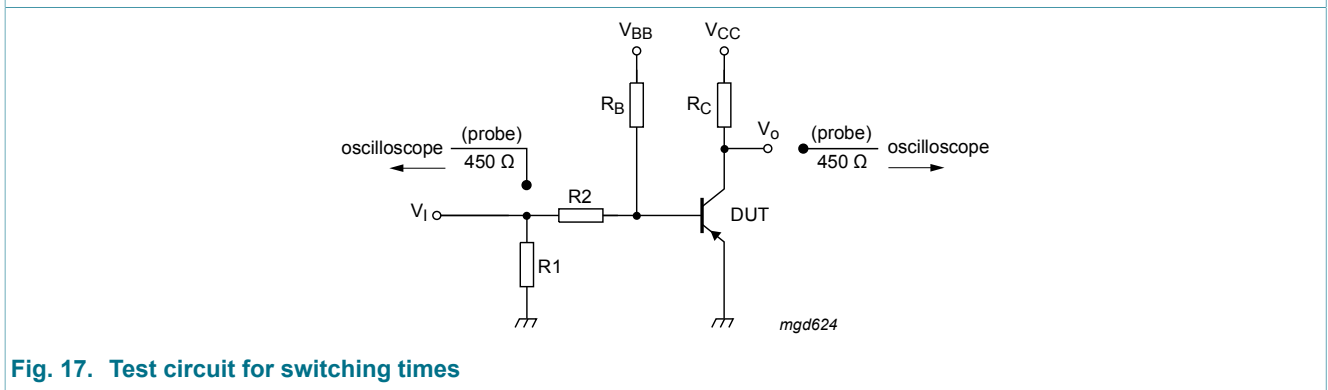 VBB
VCC
RB
RC
(probe)
oscilloscope
450 Ω
Vo
(probe)
oscilloscope
450 Ω
R2
VI
DUT
R1
mgd624
Fig. 17. Test circuit for switching times